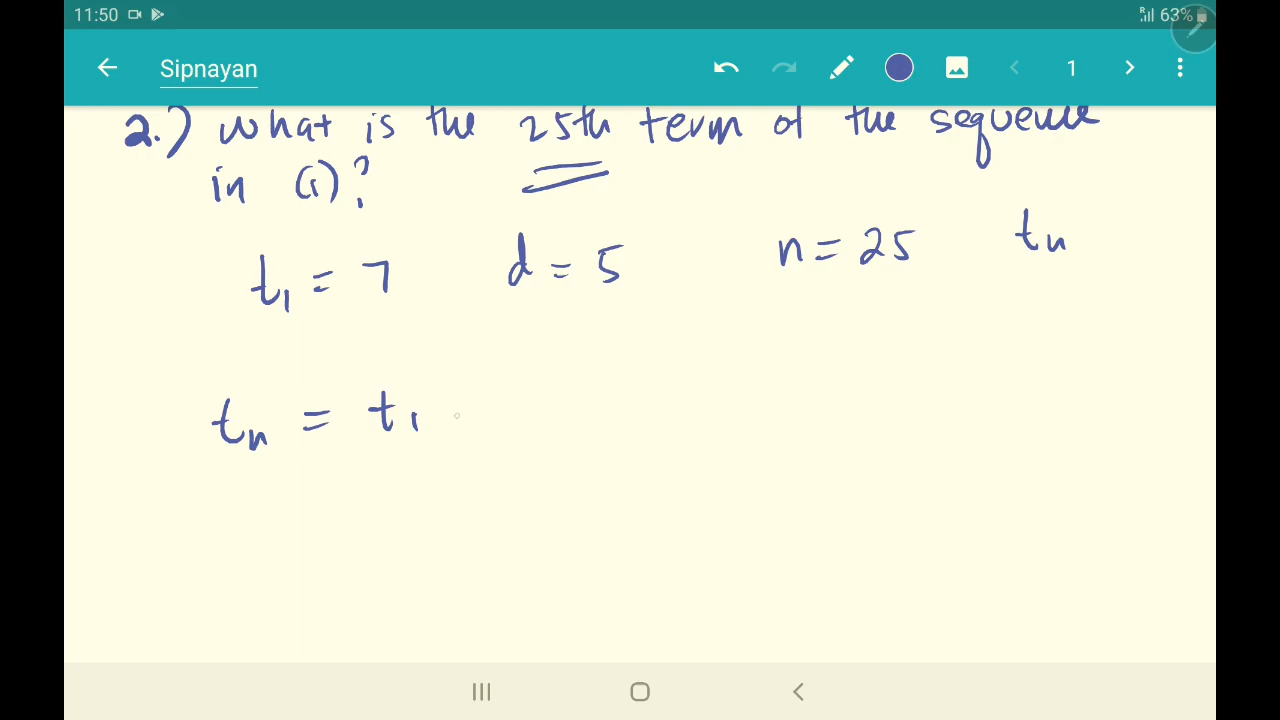 11:50 R 63%
Sipnayan 1
2.) What is the 25th term of the sequence
in (1)?
t₁ = 7 d = 5 n = 25 tₙ
tₙ = t₁